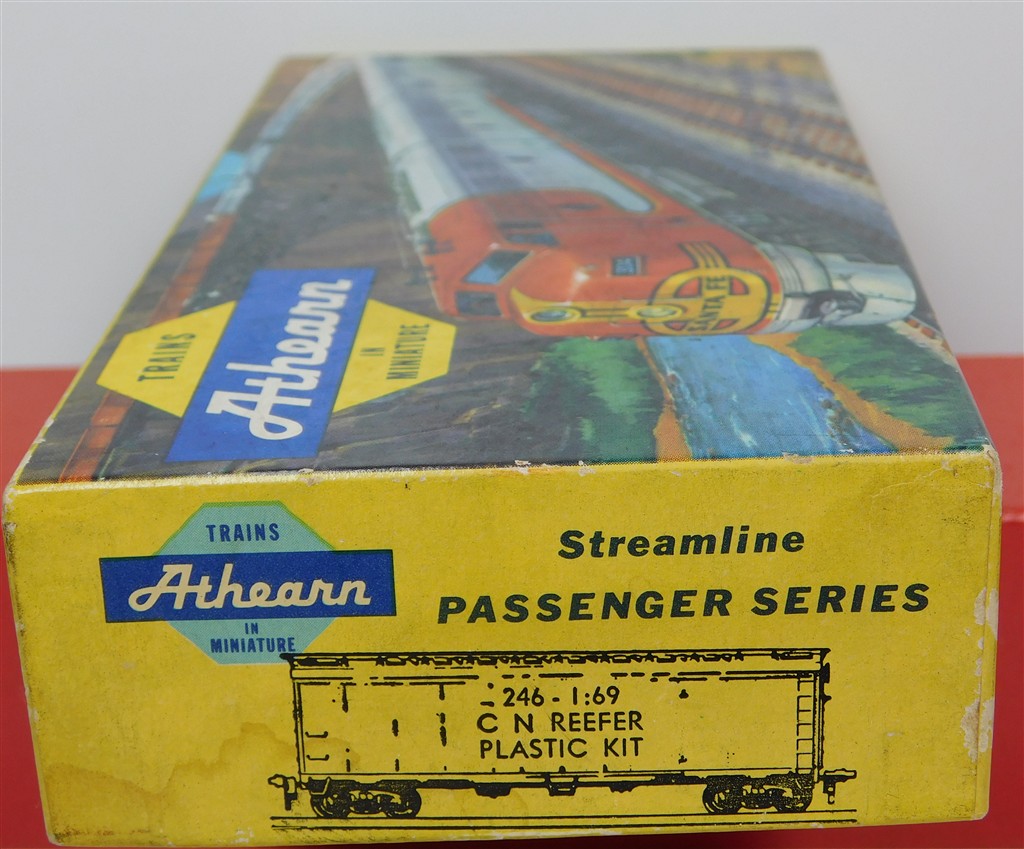 TRAINS
Athearn
IN
MINIATURE
SANTA FE
TRAINS
Athearn
IN
MINIATURE
Streamline
PASSENGER SERIES
246 - 1:69
C N REEFER
PLASTIC KIT